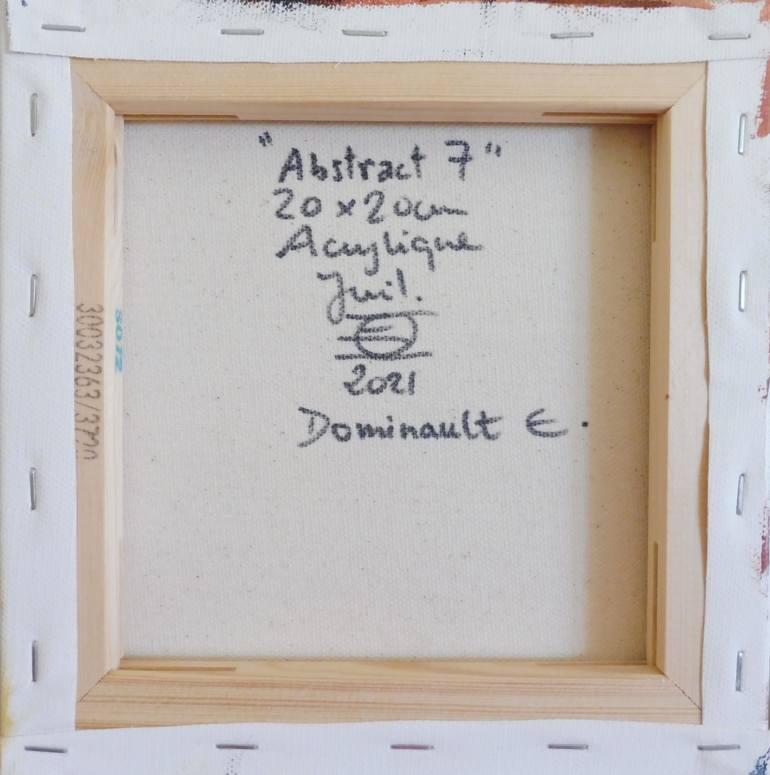 "Abstract 7"
20 x 20cm
Acrylique
Juil.
2021
Dominault E.